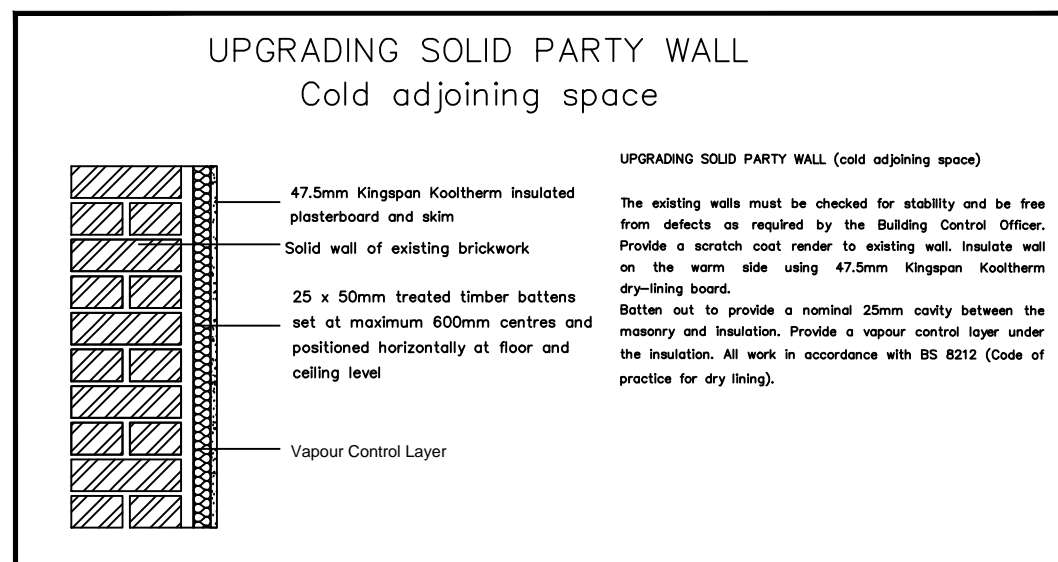 UPGRADING SOLID PARTY WALL
Cold adjoining space
47.5mm Kingspan Kooltherm insulated
plasterboard and skim
Solid wall of existing brickwork
25 x 50mm treated timber battens
set at maximum 600mm centres and
positioned horizontally at floor and
ceiling level
Vapour Control Layer
UPGRADING SOLID PARTY WALL (cold adjoining space)
The existing walls must be checked for stability and be free
from defects as required by the Building Control Officer.
Provide a scratch coat render to existing wall. Insulate wall
on the warm side using 47.5mm Kingspan Kooltherm
dry-lining board.
Batten out to provide a nominal 25mm cavity between the
masonry and insulation. Provide a vapour control layer under
the insulation. All work in accordance with BS 8212 (Code of
practice for dry lining).